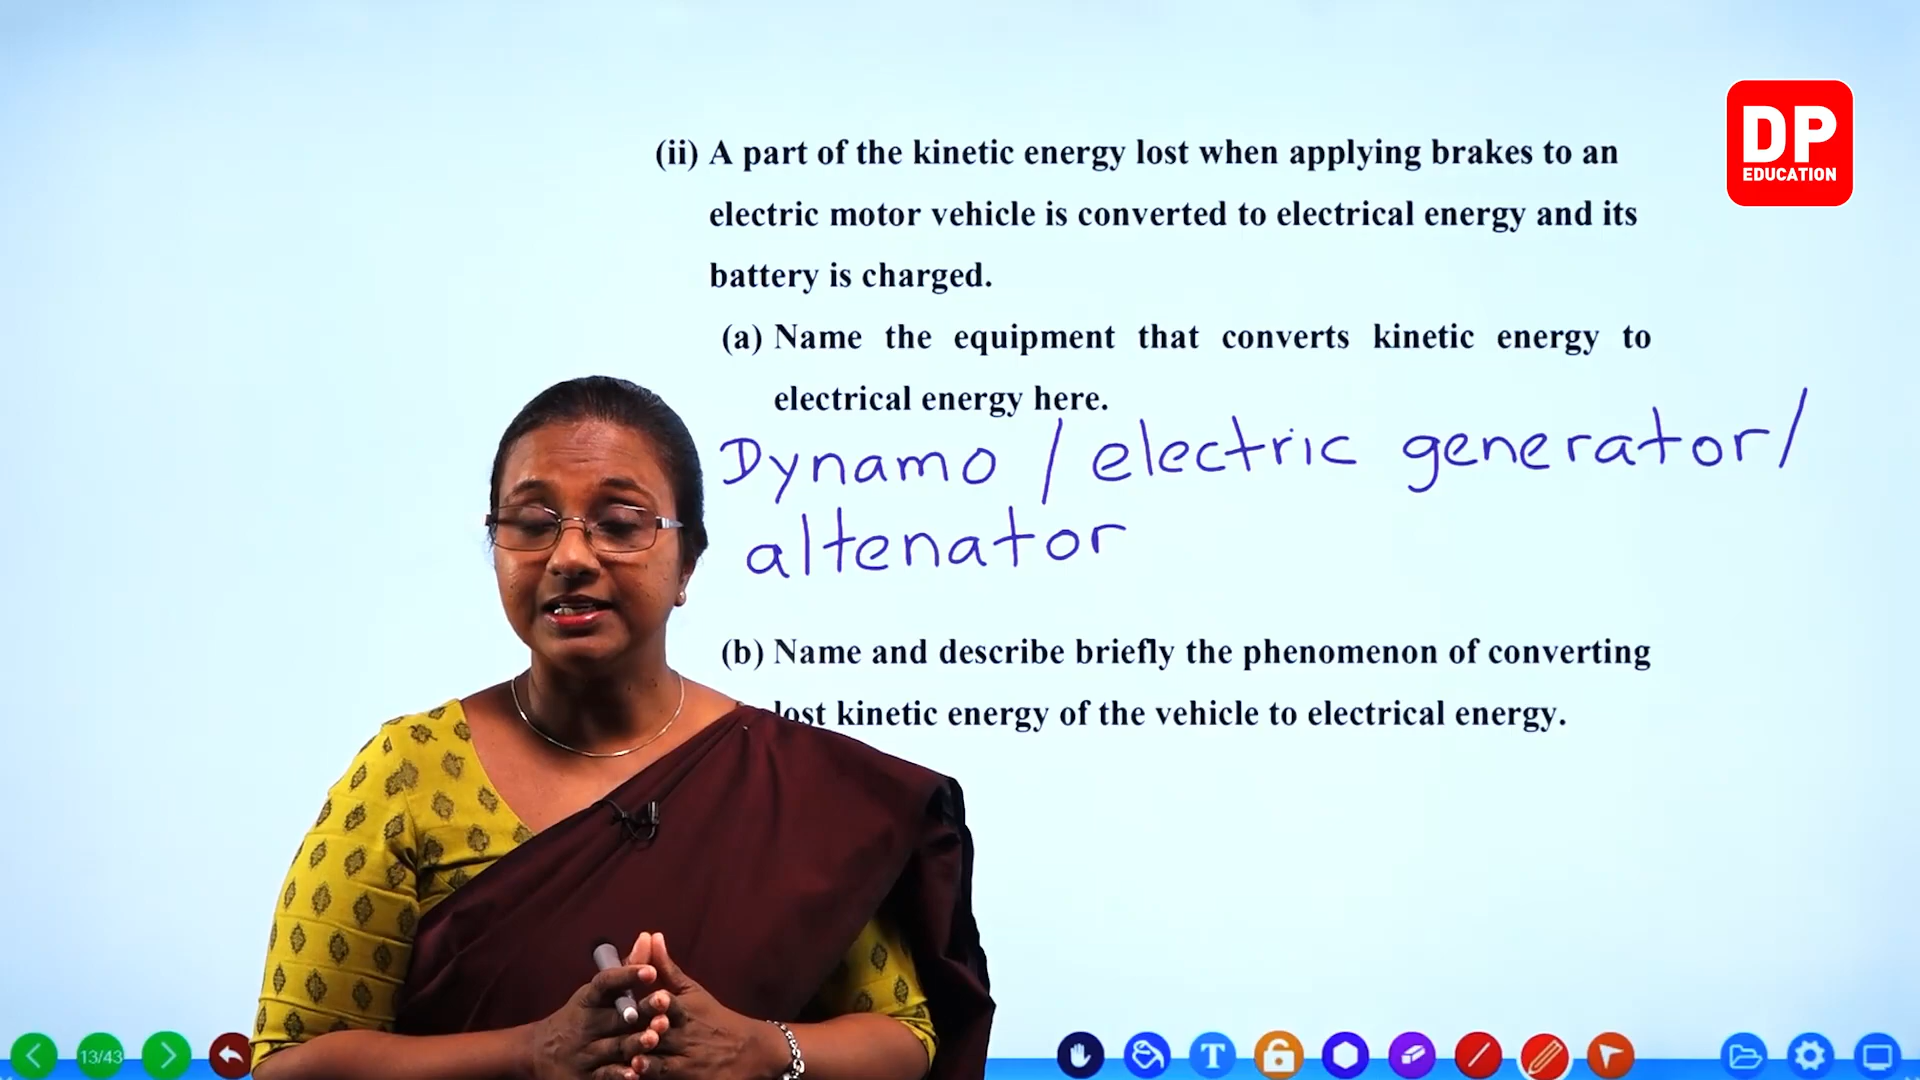 DP
EDUCATION
(ii) A part of the kinetic energy lost when applying brakes to an
electric motor vehicle is converted to electrical energy and its
battery is charged.
(a) Name the equipment that converts kinetic energy to
electrical energy here.
Dynamo / electric generator/
altenator
(b) Name and describe briefly the phenomenon of converting
lost kinetic energy of the vehicle to electrical energy.
13/43
T